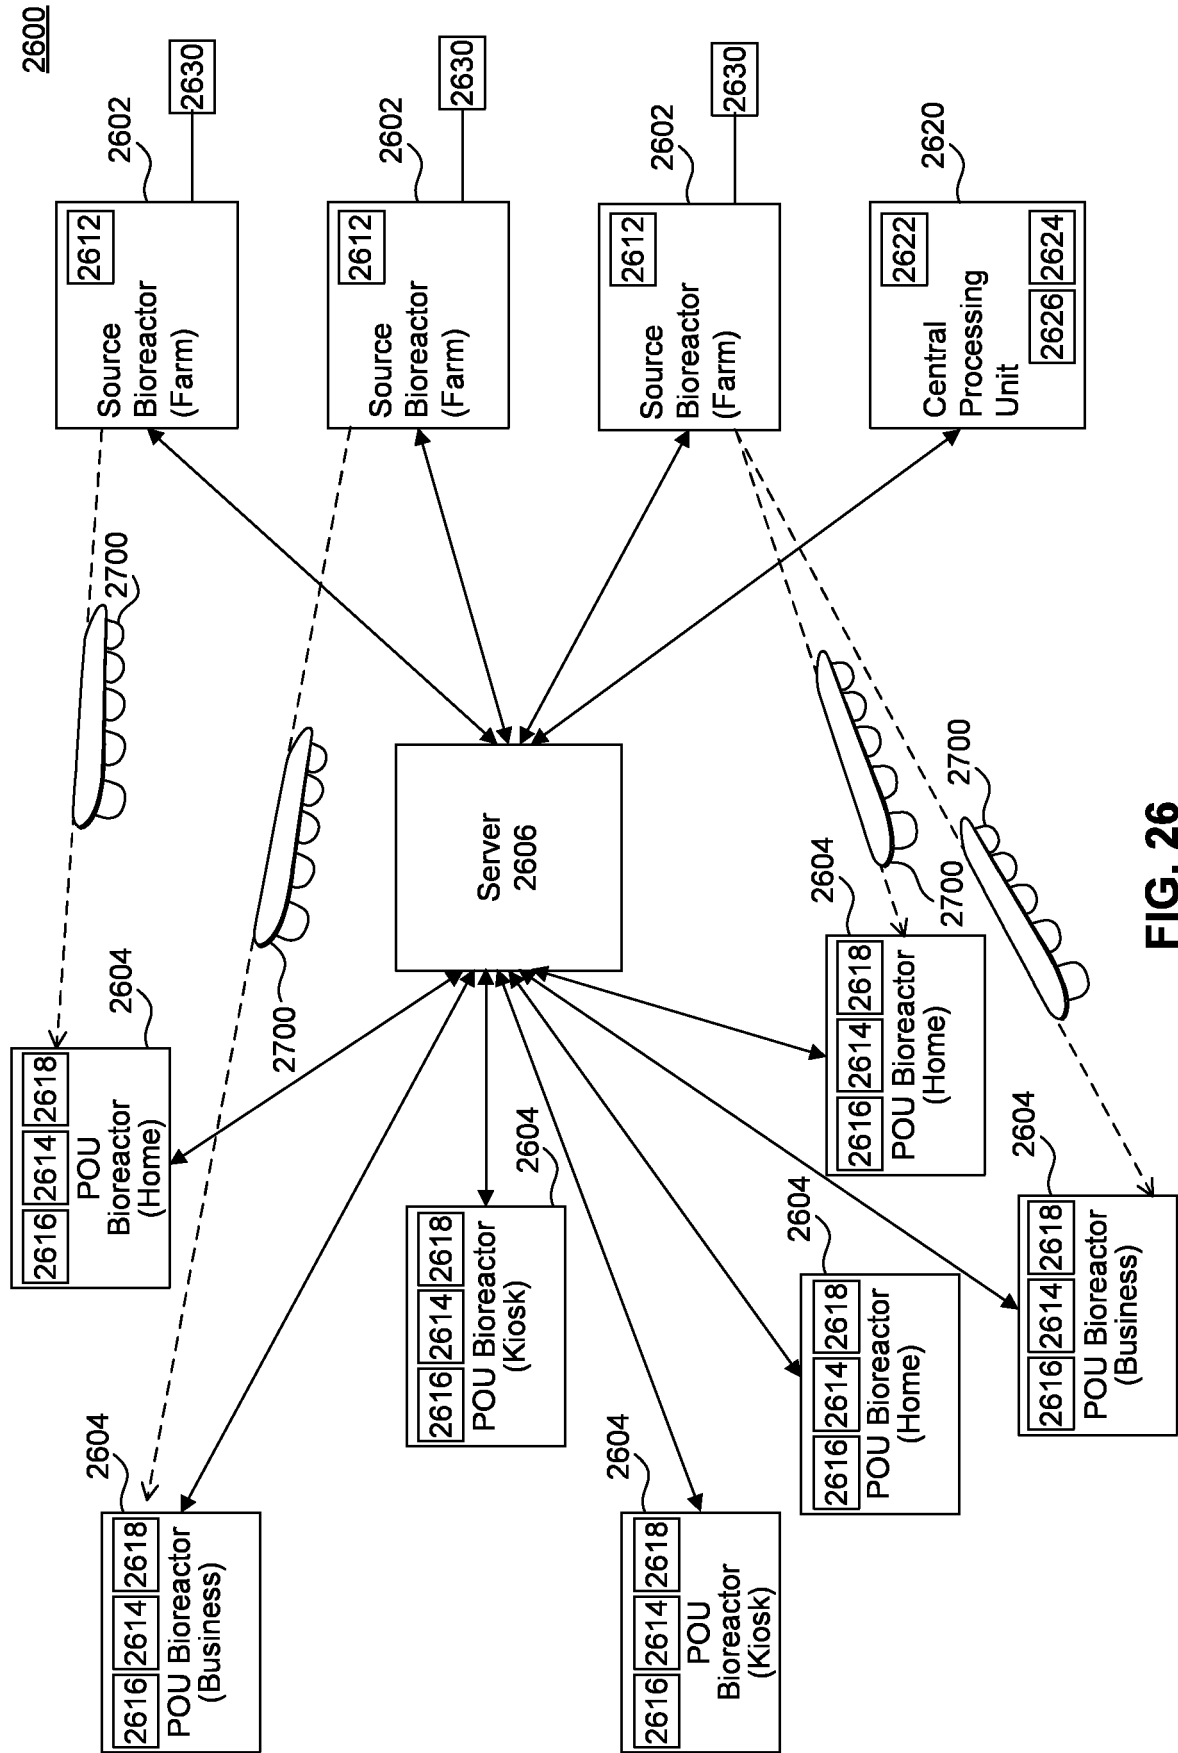 2600
2604
2616 2614 2618
POU
Bioreactor
(Home)
2700
2602
2612
Source
Bioreactor
(Farm)
2630
2604
2616 2614 2618
POU Bioreactor
(Business)
2700
2602
2612
Source
Bioreactor
(Farm)
2630
2604
2616 2614 2618
POU Bioreactor
(Kiosk)
Server
2606
2602
2612
Source
Bioreactor
(Farm)
2630
2604
2616 2614 2618
POU
Bioreactor
(Kiosk)
2604
2616 2614 2618
POU Bioreactor
(Home)
2604
2616 2614 2618
POU Bioreactor
(Home)
2700
2620
2622
Central
Processing
Unit
2626 2624
2604
2616 2614 2618
POU Bioreactor
(Business)
2700
FIG. 26